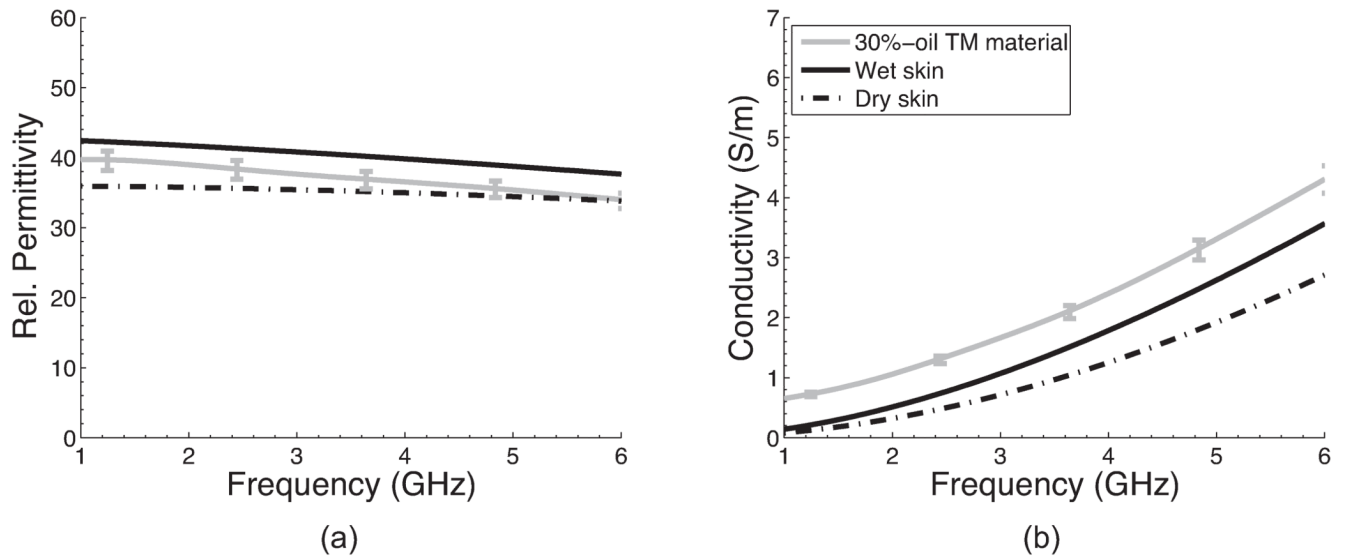 60
50
40
30
20
10
0
Rel. Permittivity
1 2 3 4 5 6
Frequency (GHz)
(a)
7
6
5
4
3
2
1
0
Conductivity (S/m)
30%-oil TM material
Wet skin
Dry skin
1 2 3 4 5 6
Frequency (GHz)
(b)